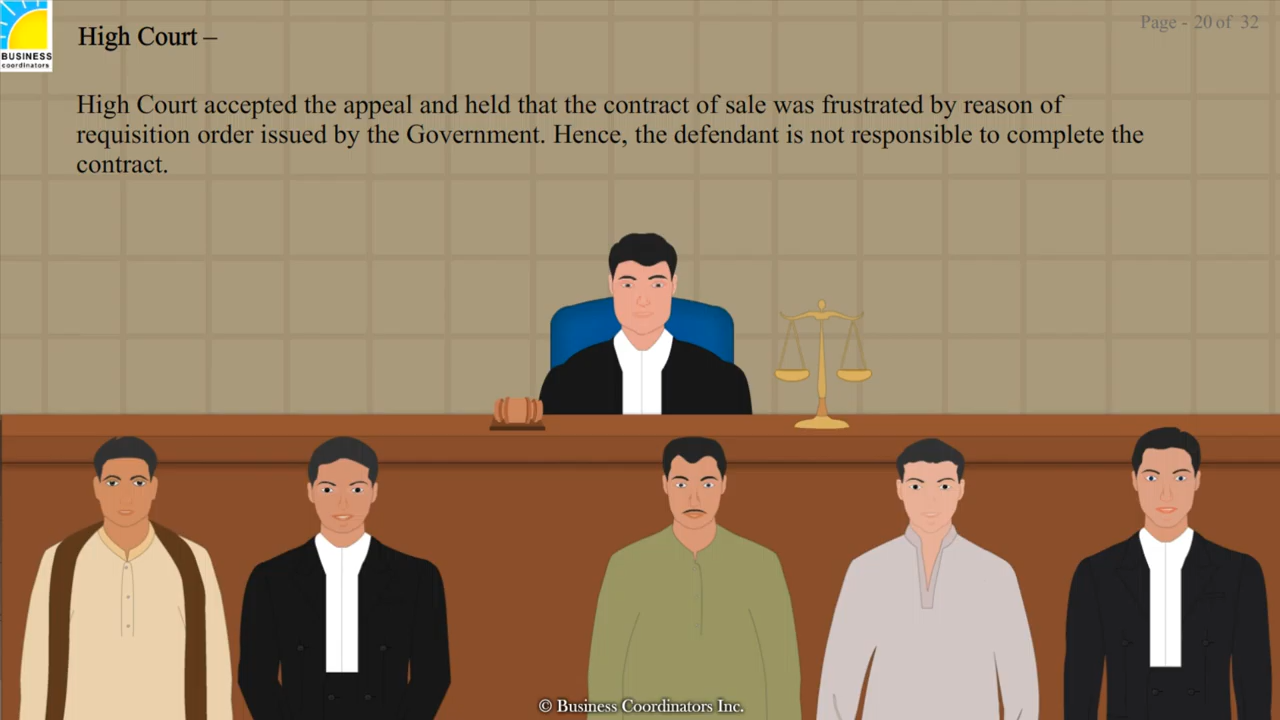 Page - 20 of 32
BUSINESS
coordinators
High Court –
High Court accepted the appeal and held that the contract of sale was frustrated by reason of
requisition order issued by the Government. Hence, the defendant is not responsible to complete the
contract.
© Business Coordinators Inc.